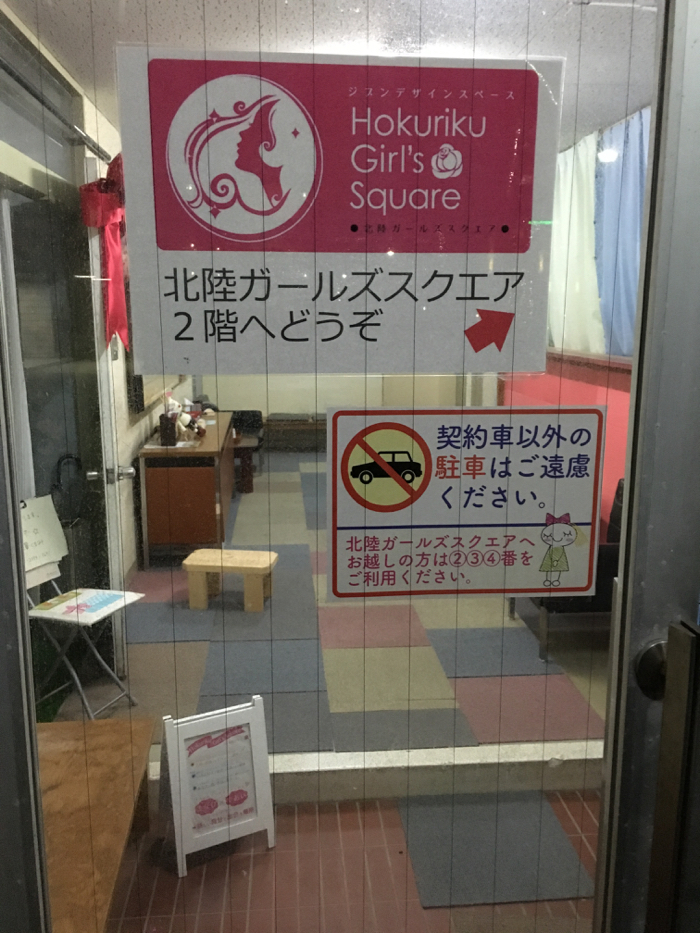 ジブンデザインスペース
Hokuriku
Girl's
Square
●北陸ガールズスクエア●
北陸ガールズスクエア
２階へどうぞ
契約車以外の
駐車はご遠慮
ください。
北陸ガールズスクエアへ
お越しの方は②③④番を
ご利用ください。